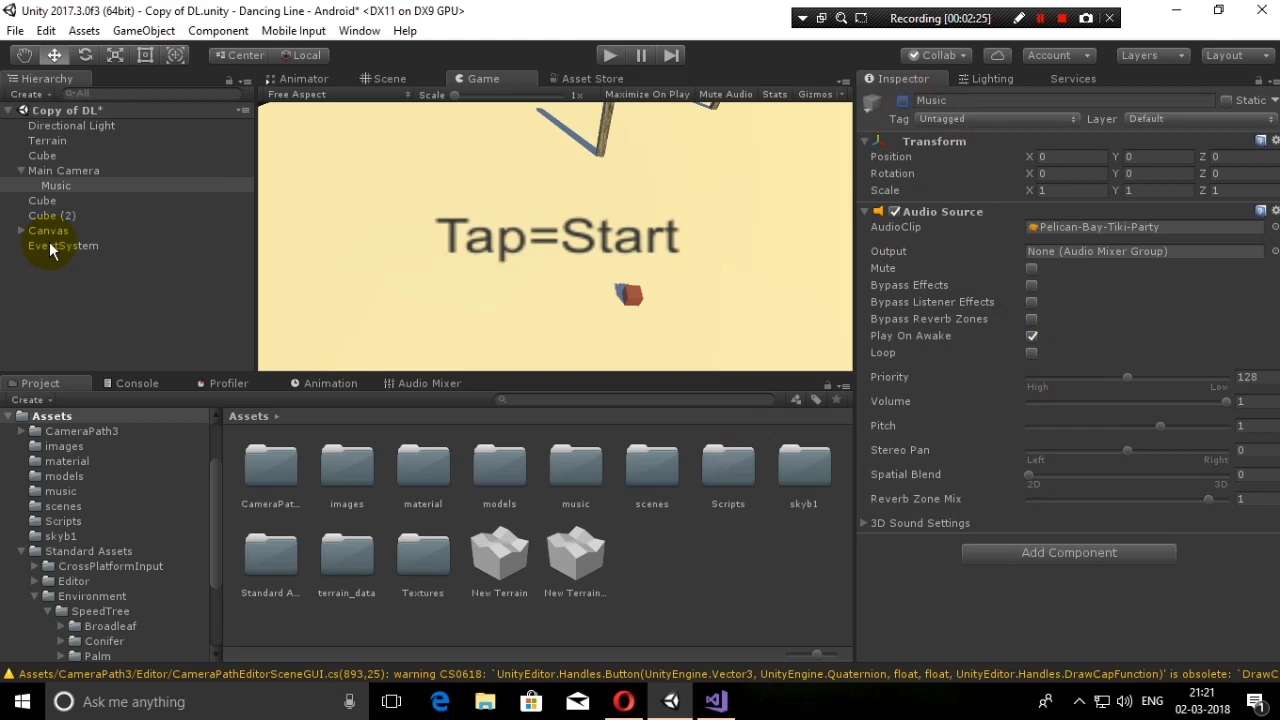 Unity 2017.3.0f3 (64bit) - Copy of DL.unity - Dancing Line - Android* <DX11 on DX9 GPU>
Recording [00:02:25]
File Edit Assets GameObject Component Mobile Input Window Help
Center Local
Collab Account Layers Layout
Hierarchy
Create All
Copy of DL*
Directional Light
Terrain
Cube
Main Camera
Music
Cube
Cube (2)
Canvas
EventSystem
Animator Scene Game Asset Store
Free Aspect Scale 1x Maximize On Play Mute Audio Stats Gizmos
Tap=Start
Inspector Lighting Services
Music Static
Tag Untagged Layer Default
Transform
Position X 0 Y 0 Z 0
Rotation X 0 Y 0 Z 0
Scale X 1 Y 1 Z 1
Audio Source
AudioClip Pelican-Bay-Tiki-Party
Output None (Audio Mixer Group)
Mute
Bypass Effects
Bypass Listener Effects
Bypass Reverb Zones
Play On Awake
Loop
Priority 128
High Low
Volume 1
Pitch 1
Stereo Pan 0
Left Right
Spatial Blend 0
2D 3D
Reverb Zone Mix 1
3D Sound Settings
Add Component
Project Console Profiler Animation Audio Mixer
Create
Assets
CameraPath3
images
material
models
music
scenes
Scripts
skyb1
Standard Assets
CrossPlatformInput
Editor
Environment
SpeedTree
Broadleaf
Conifer
Palm
Assets
CameraPat... images material models music scenes Scripts skyb1
Standard A... terrain_data Textures New Terrain New Terrain...
Assets/CameraPath3/Editor/CameraPathEditorSceneGUI.cs(893,25): warning CS0618: `UnityEditor.Handles.Button(UnityEngine.Vector3, UnityEngine.Quaternion, float, float, UnityEditor.Handles.DrawCapFunction)' is obsolete: `DrawC
Ask me anything
ENG
21:21
02-03-2018
1